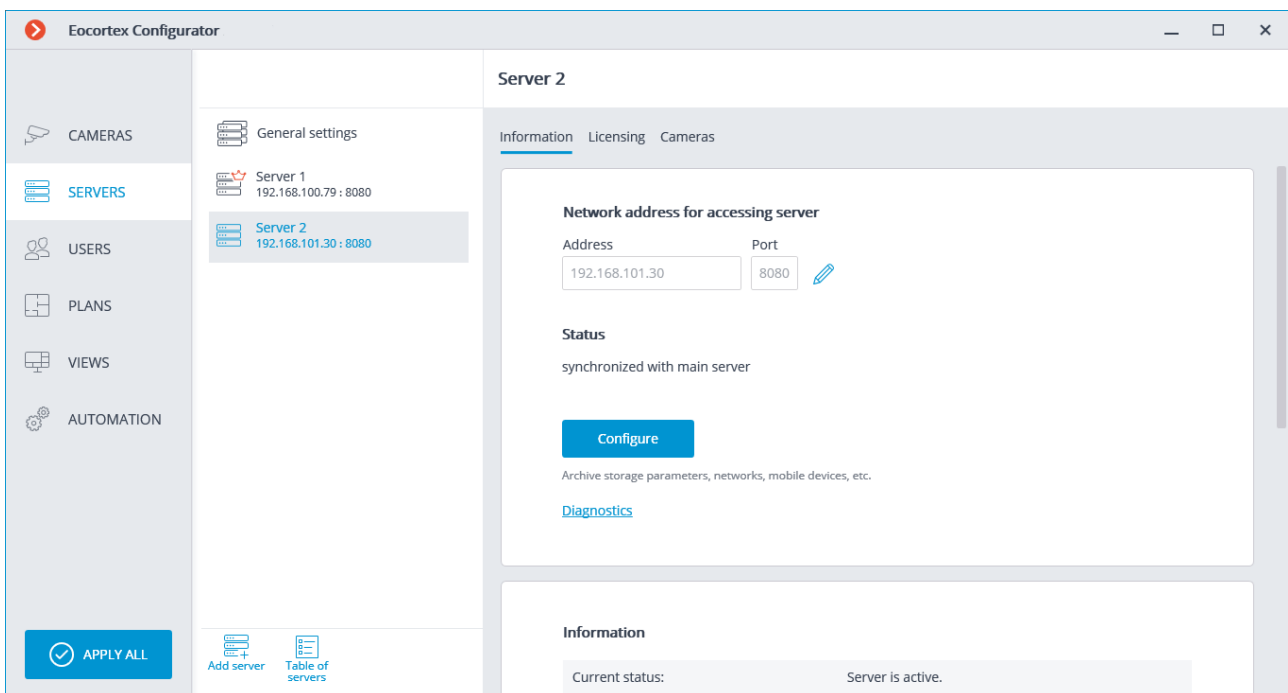 Eocortex Configurator
CAMERAS
SERVERS
USERS
PLANS
VIEWS
AUTOMATION
APPLY ALL
General settings
Server 1
192.168.100.79 : 8080
Server 2
192.168.101.30 : 8080
Add server
Table of
servers
Server 2
Information Licensing Cameras
Network address for accessing server
Address Port
192.168.101.30 8080
Status
synchronized with main server
Configure
Archive storage parameters, networks, mobile devices, etc.
Diagnostics
Information
Current status: Server is active.